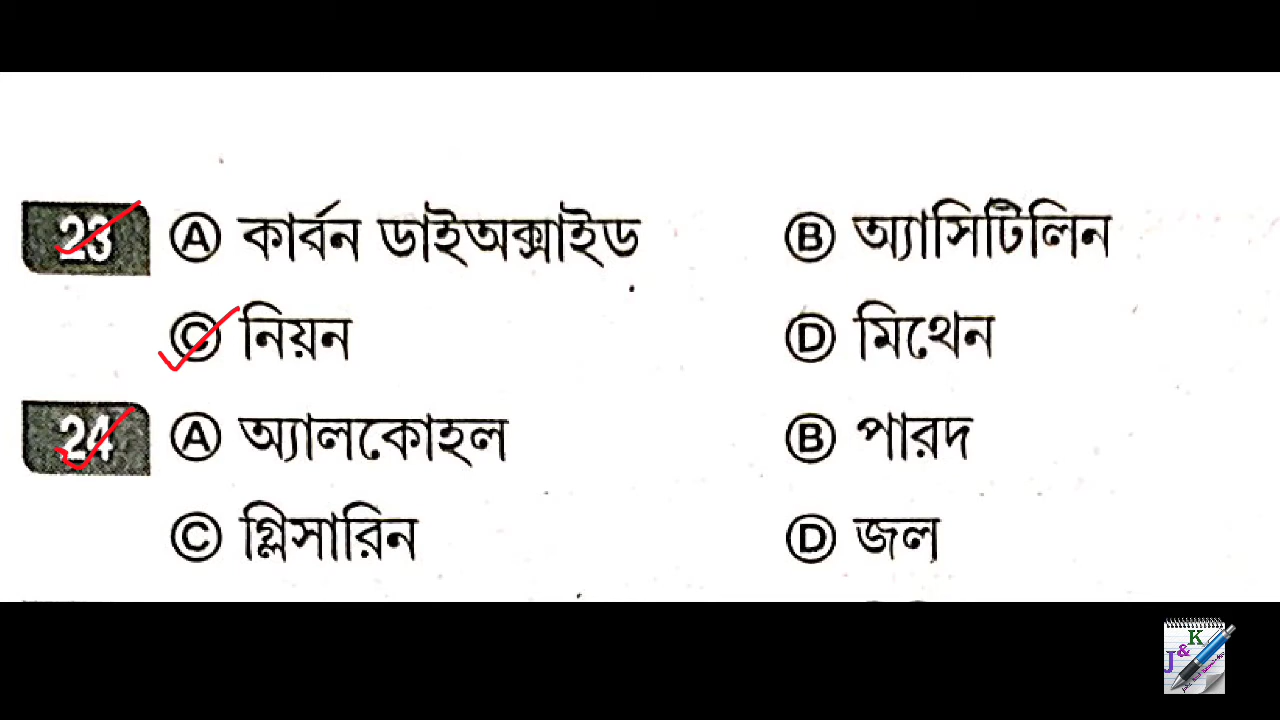 23 Ⓐ কার্বন ডাইঅক্সাইড Ⓑ অ্যাসিটিলিন
Ⓒ নিয়ন Ⓓ মিথেন
24 Ⓐ অ্যালকোহল Ⓑ পারদ
Ⓒ গ্লিসারিন Ⓓ জল
J&K